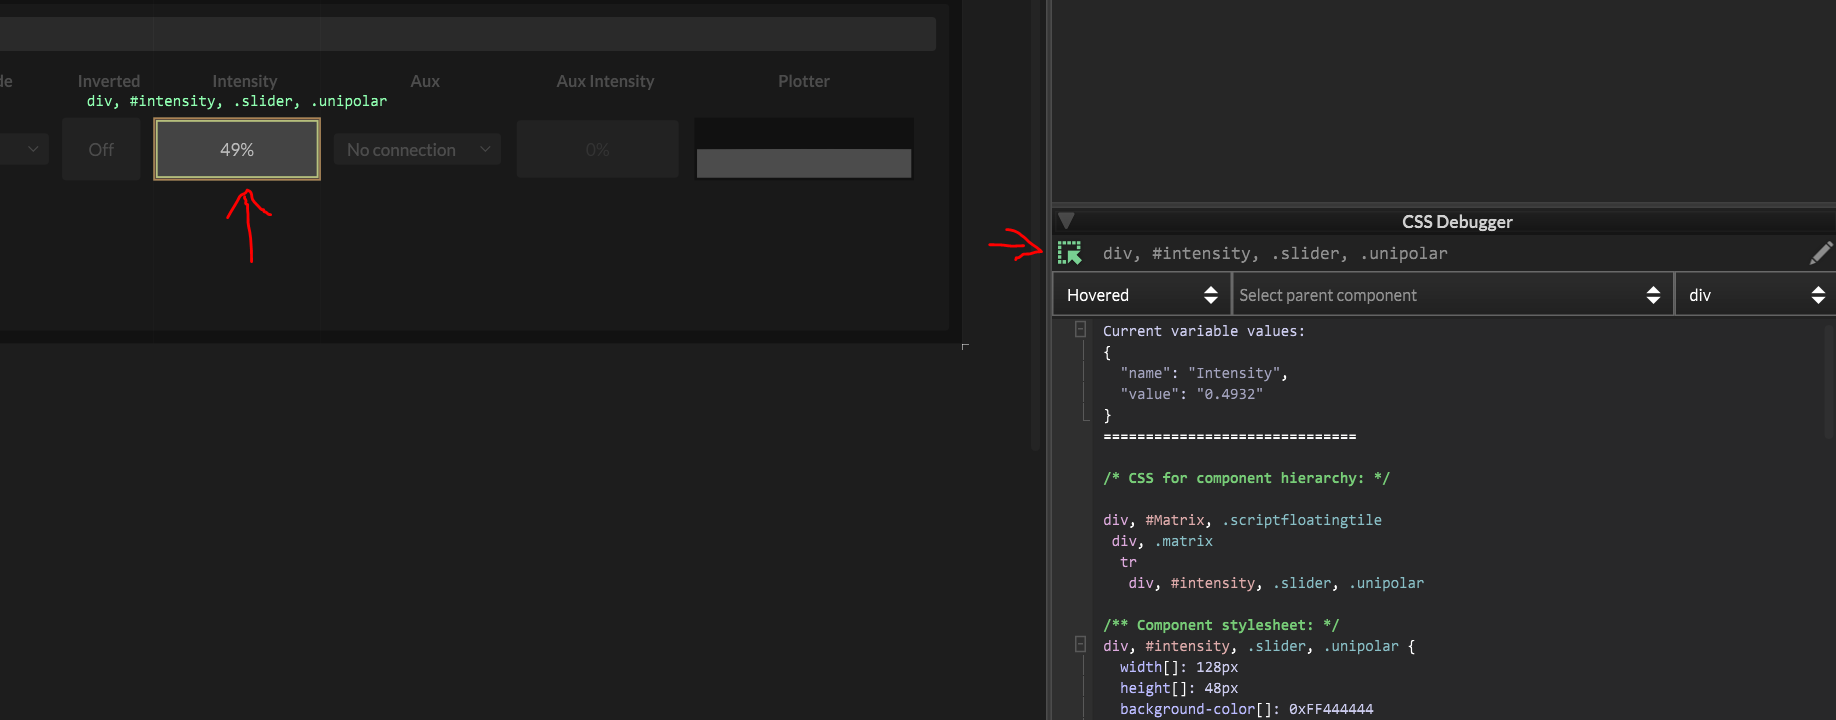 de Inverted Intensity Aux Aux Intensity Plotter
div, #intensity, .slider, .unipolar
Off 49% No connection 0%
CSS Debugger
div, #intensity, .slider, .unipolar
Hovered Select parent component div
Current variable values:
{
"name": "Intensity",
"value": "0.4932"
}
==============================
/* CSS for component hierarchy: */
div, #Matrix, .scriptfloatingtile
div, .matrix
tr
div, #intensity, .slider, .unipolar
/** Component stylesheet: */
div, #intensity, .slider, .unipolar {
width[]: 128px
height[]: 48px
background-color[]: 0xFF444444